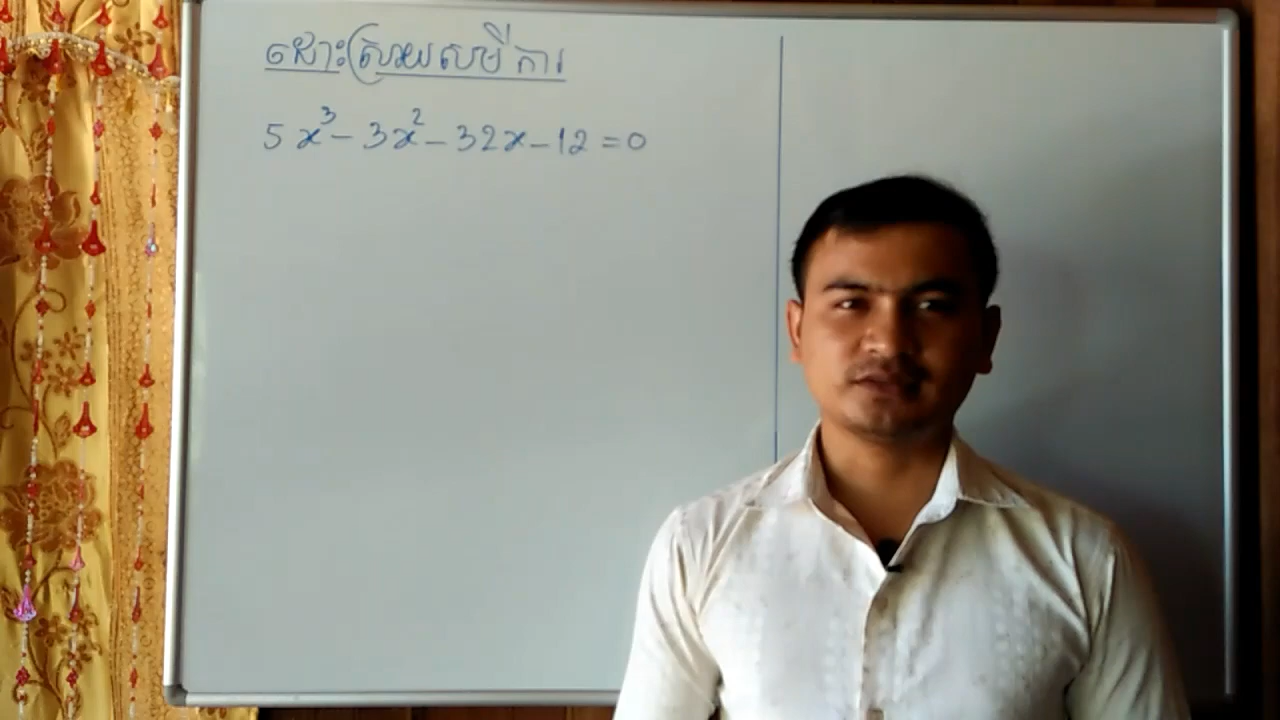 ដោះស្រាយសមីការ
5x³ - 3x² - 32x - 12 = 0